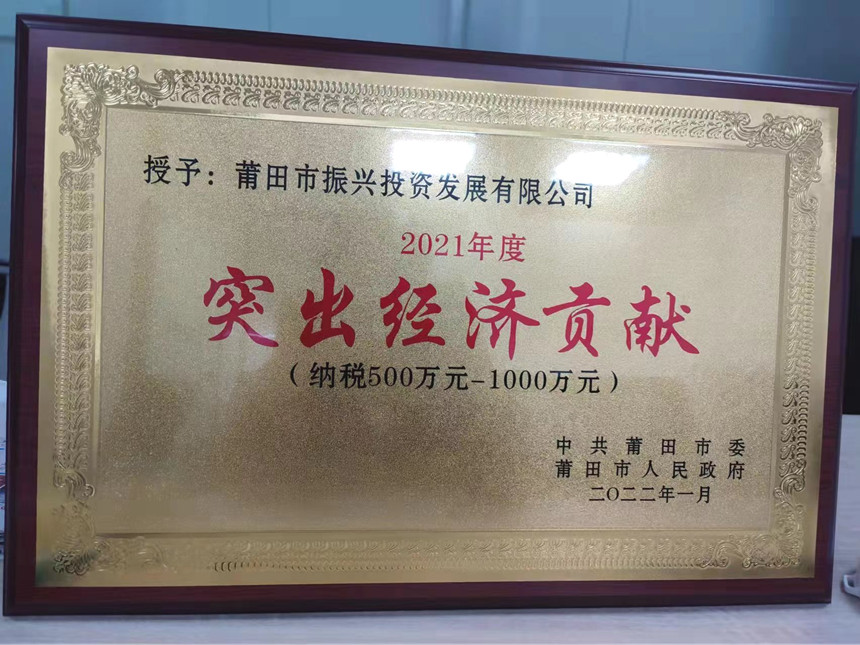 授予：莆田市振兴投资发展有限公司
2021年度
突出经济贡献
（纳税500万元-1000万元）
中共莆田市委
莆田市人民政府
二〇二二年一月